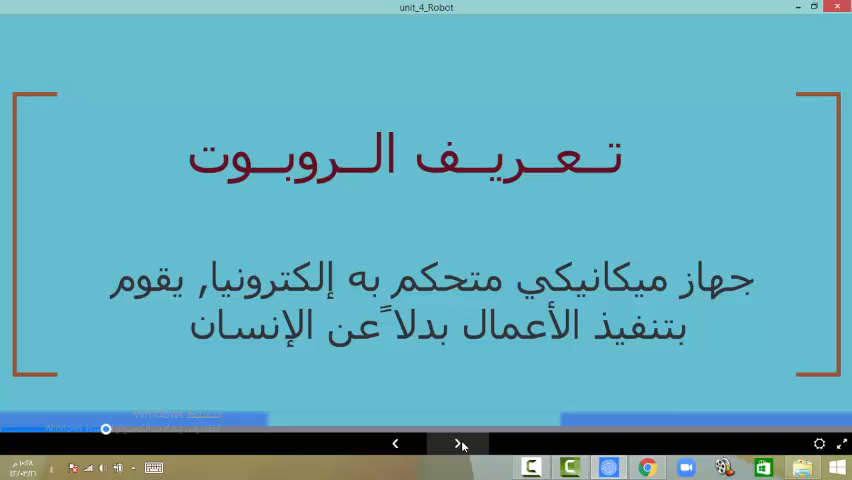 unit_4_Robot
تــعــريــف الــروبــوت
جهاز ميكانيكي متحكم به إلكترونيا, يقوم
بتنفيذ الأعمال بدلا ًعن الإنسان